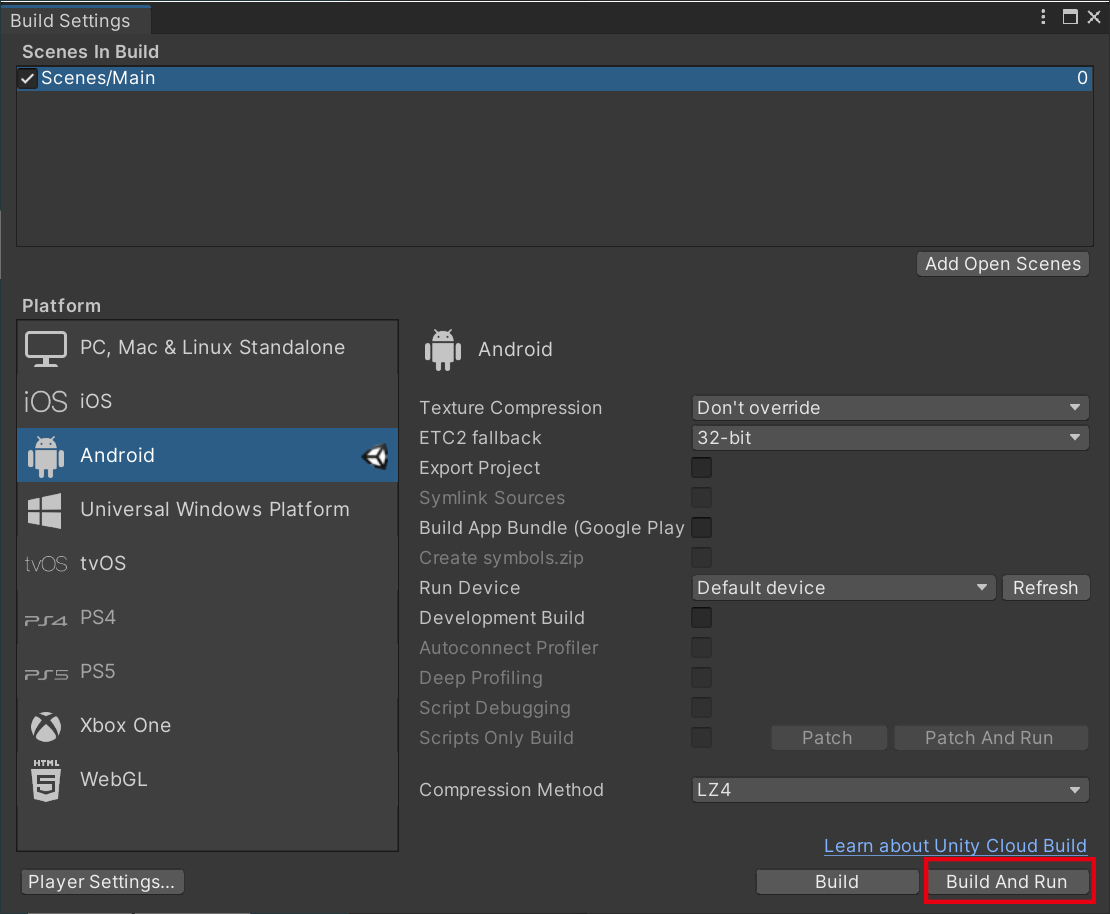 Build Settings
Scenes In Build
Scenes/Main 0
Add Open Scenes
Platform
PC, Mac & Linux Standalone
iOS iOS
Android
Universal Windows Platform
tvOS tvOS
PS4 PS4
PS5 PS5
Xbox One
HTML 5 WebGL
Android
Texture Compression Don't override
ETC2 fallback 32-bit
Export Project
Symlink Sources
Build App Bundle (Google Play
Create symbols.zip
Run Device Default device Refresh
Development Build
Autoconnect Profiler
Deep Profiling
Script Debugging
Scripts Only Build Patch Patch And Run
Compression Method LZ4
Learn about Unity Cloud Build
Player Settings... Build Build And Run